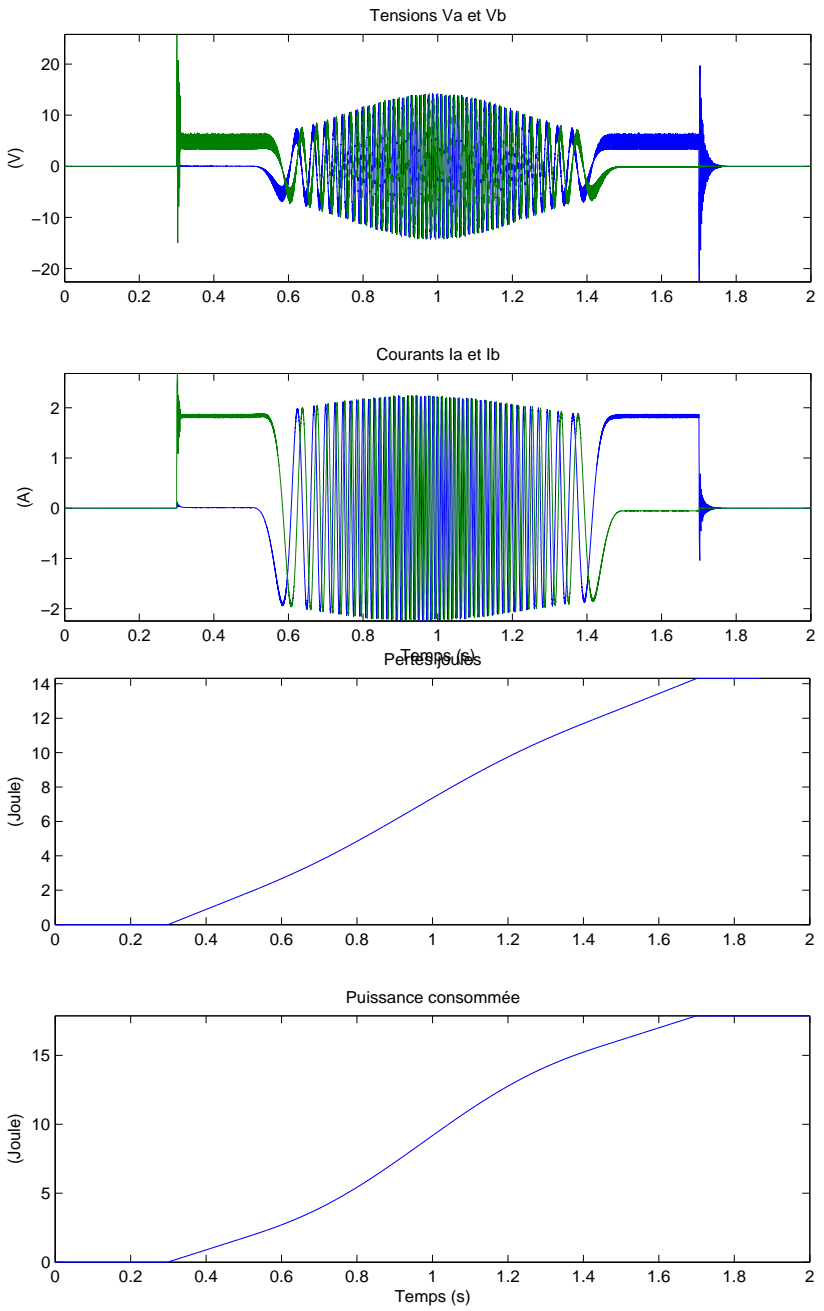 Tensions Va et Vb
20
10
0
−10
−20
(V)
0 0.2 0.4 0.6 0.8 1 1.2 1.4 1.6 1.8 2
Courants Ia et Ib
2
1
0
−1
−2
(A)
0 0.2 0.4 0.6 0.8 1 1.2 1.4 1.6 1.8 2
Temps (s)
Pertes joules
14
12
10
8
6
4
2
0
(Joule)
0 0.2 0.4 0.6 0.8 1 1.2 1.4 1.6 1.8 2
Puissance consommée
15
10
5
0
(Joule)
0 0.2 0.4 0.6 0.8 1 1.2 1.4 1.6 1.8 2
Temps (s)